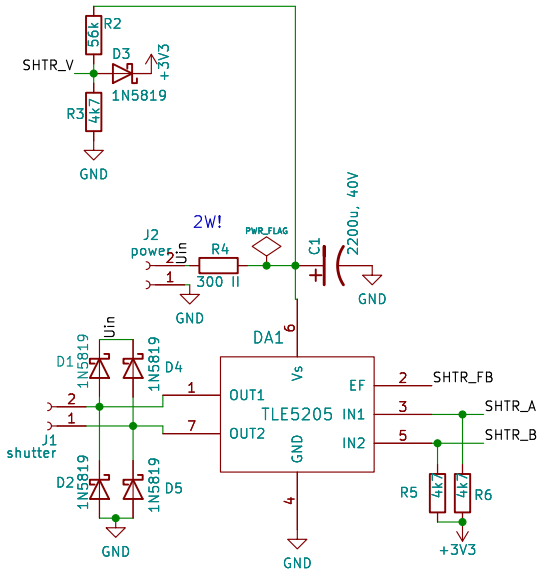 R2
56k
SHTR_V
D3
+3V3
1N5819
R3
4k7
GND
2W!
J2
power
2
Uin
1
GND
R4
300 II
PWR_FLAG
C1
2200u, 40V
GND
DA1
6
Vs
Uin
D1
1N5819
1N5819
D4
2
1
J1
shutter
1
OUT1
7
OUT2
TLE5205
GND
4
GND
EF
2
SHTR_FB
IN1
3
SHTR_A
IN2
5
SHTR_B
D2
1N5819
1N5819
D5
GND
R5
4k7
4k7
R6
+3V3